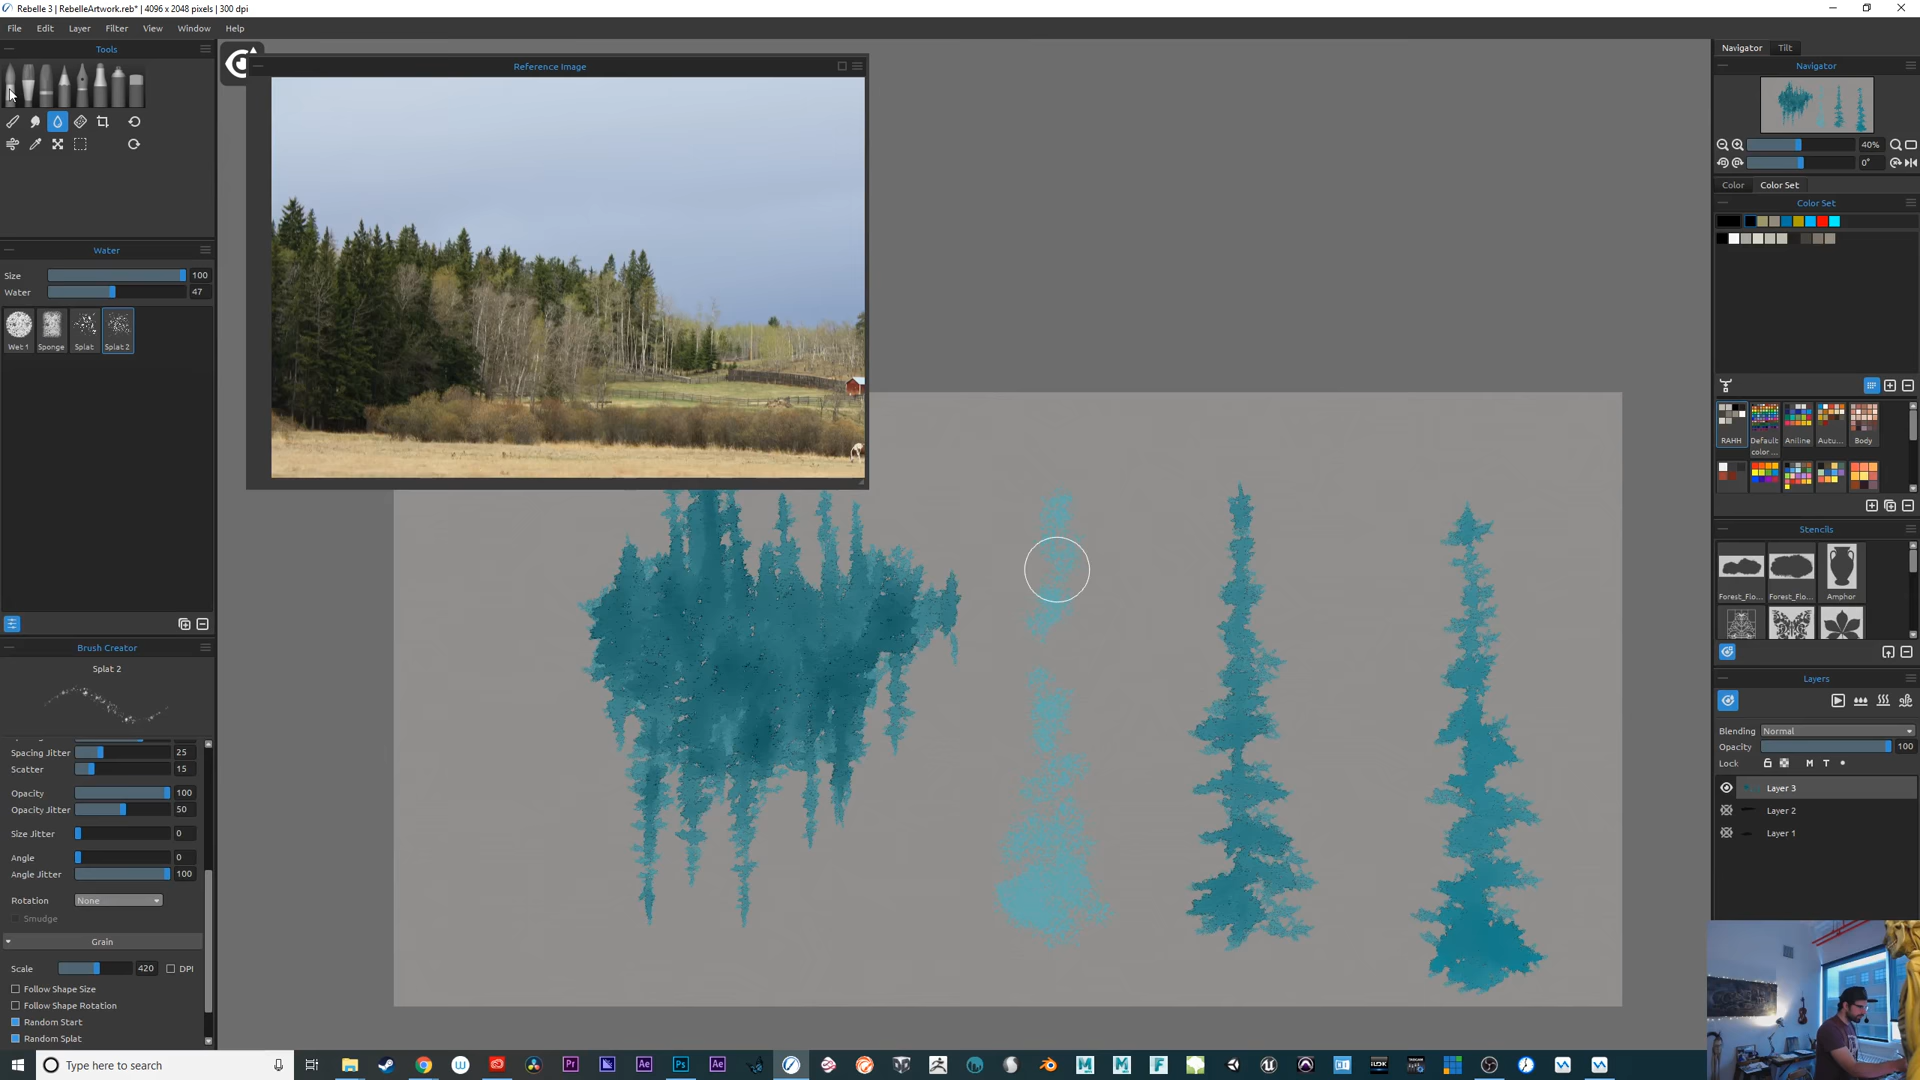 Rebelle 3 | RebelleArtwork.reb* | 4096 x 2048 pixels | 300 dpi
File Edit Layer Filter View Window Help
Tools
Reference Image
Navigator Tilt
Navigator
40%
0°
Color Color Set
Color Set
Water
Size 100
Water 47
Wet 1 Sponge Splat Splat 2
RAHH Default color ... Aniline Autu... Body
Stencils
Forest_Flo... Forest_Flo... Amphor
Brush Creator
Splat 2
Spacing Jitter 25
Scatter 15
Opacity 100
Opacity Jitter 50
Size Jitter 0
Angle 0
Angle Jitter 100
Rotation None
Smudge
Grain
Scale 420 DPI
Follow Shape Size
Follow Shape Rotation
Random Start
Random Splat
Layers
Blending Normal
Opacity 100
Lock M T
Layer 3
Layer 2
Layer 1
Type here to search